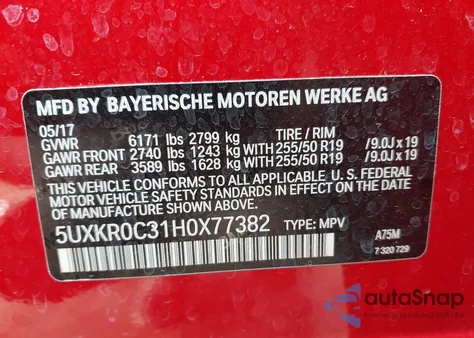 MFD BY BAYERISCHE MOTOREN WERKE AG
05/17
GVWR 6171 lbs 2799 kg TIRE / RIM
GAWR FRONT 2740 lbs 1243 kg WITH 255/50 R19 /9.0J x 19
GAWR REAR 3589 lbs 1628 kg WITH 255/50 R19 /9.0J x 19
THIS VEHICLE CONFORMS TO ALL APPLICABLE U. S. FEDERAL
MOTOR VEHICLE SAFETY STANDARDS IN EFFECT ON THE
DATE OF MANUFACTURE SHOWN ABOVE.
5UXKR0C31H0X77382 TYPE: MPV
A75M
7 320 729
autoSnap